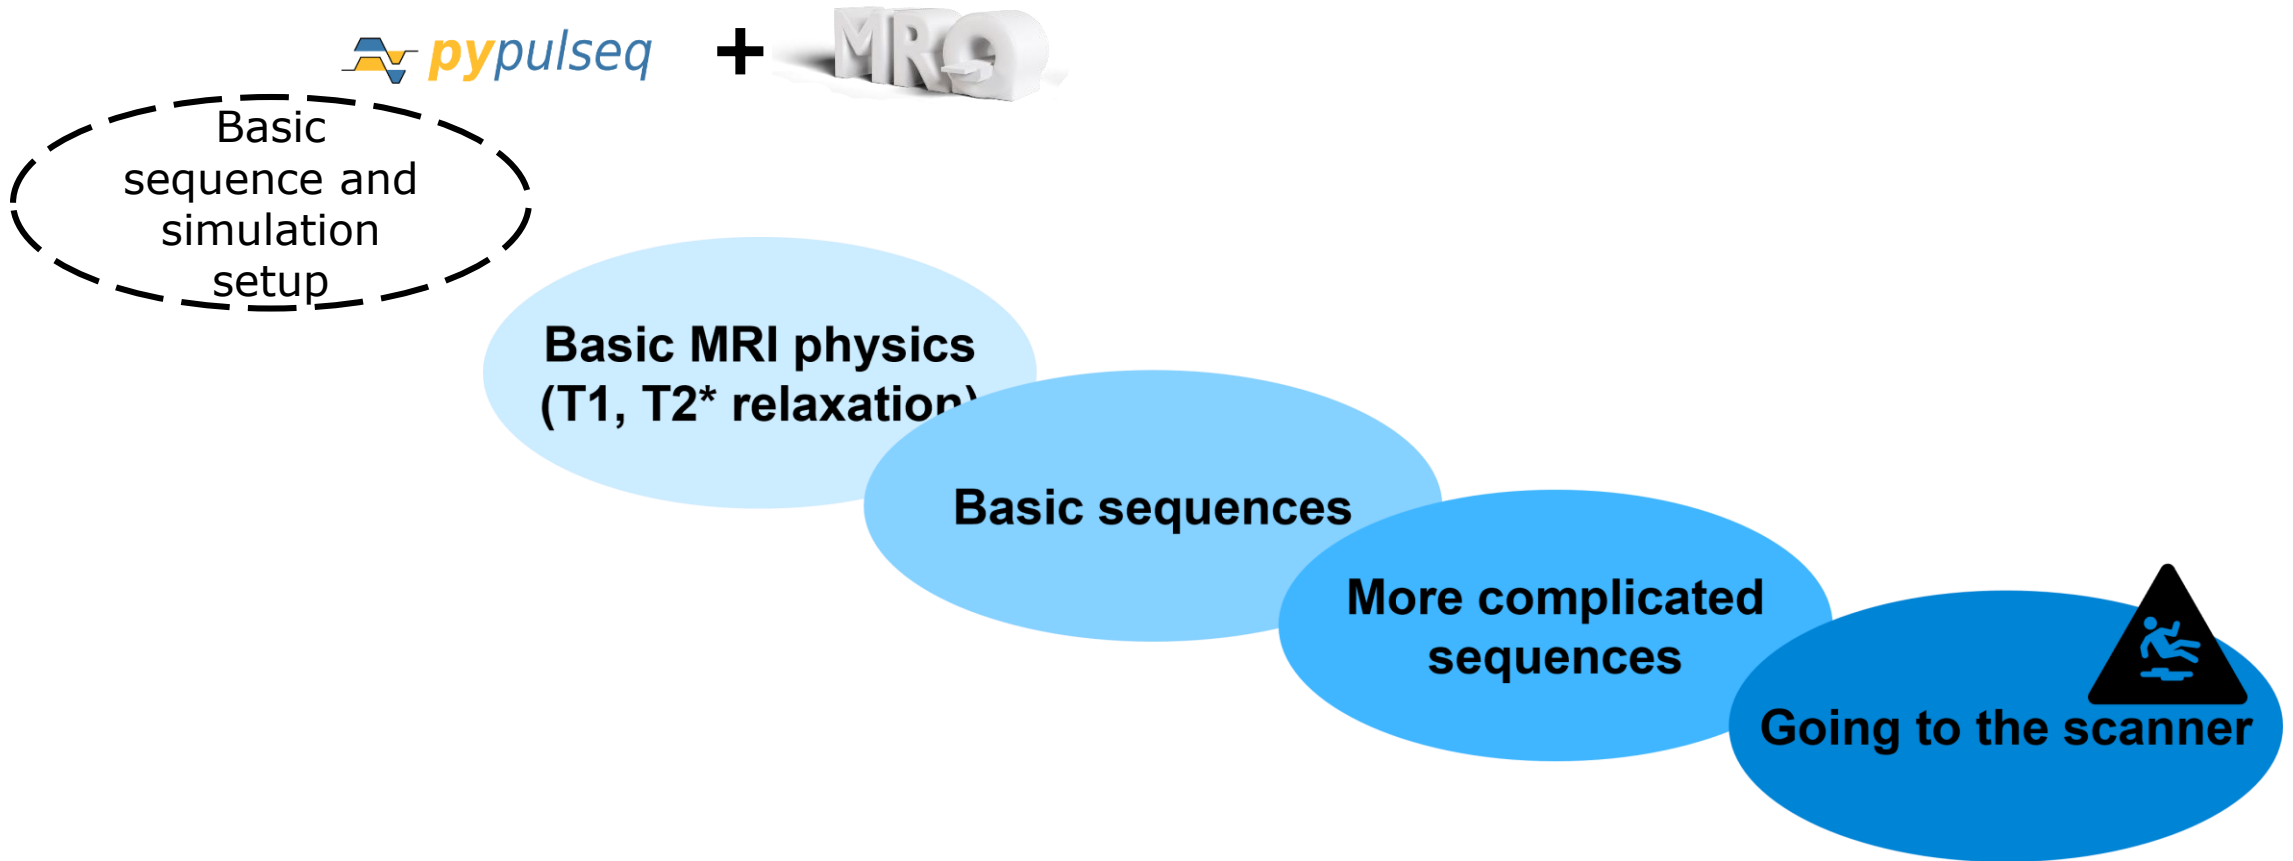 pypulseq + MR0
Basic
sequence and
simulation
setup
Basic MRI physics
(T1, T2* relaxation)
Basic sequences
More complicated
sequences
Going to the scanner